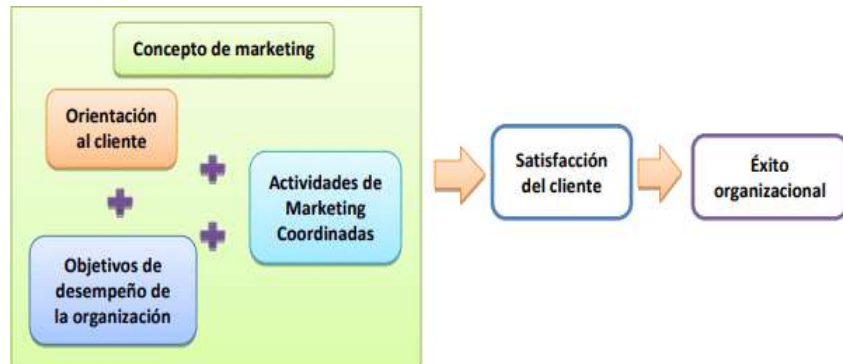 Concepto de marketing
Orientación
al cliente
Actividades de
Marketing
Coordinadas
Objetivos de
desempeño de
la organización
Satisfacción
del cliente
Éxito
organizacional